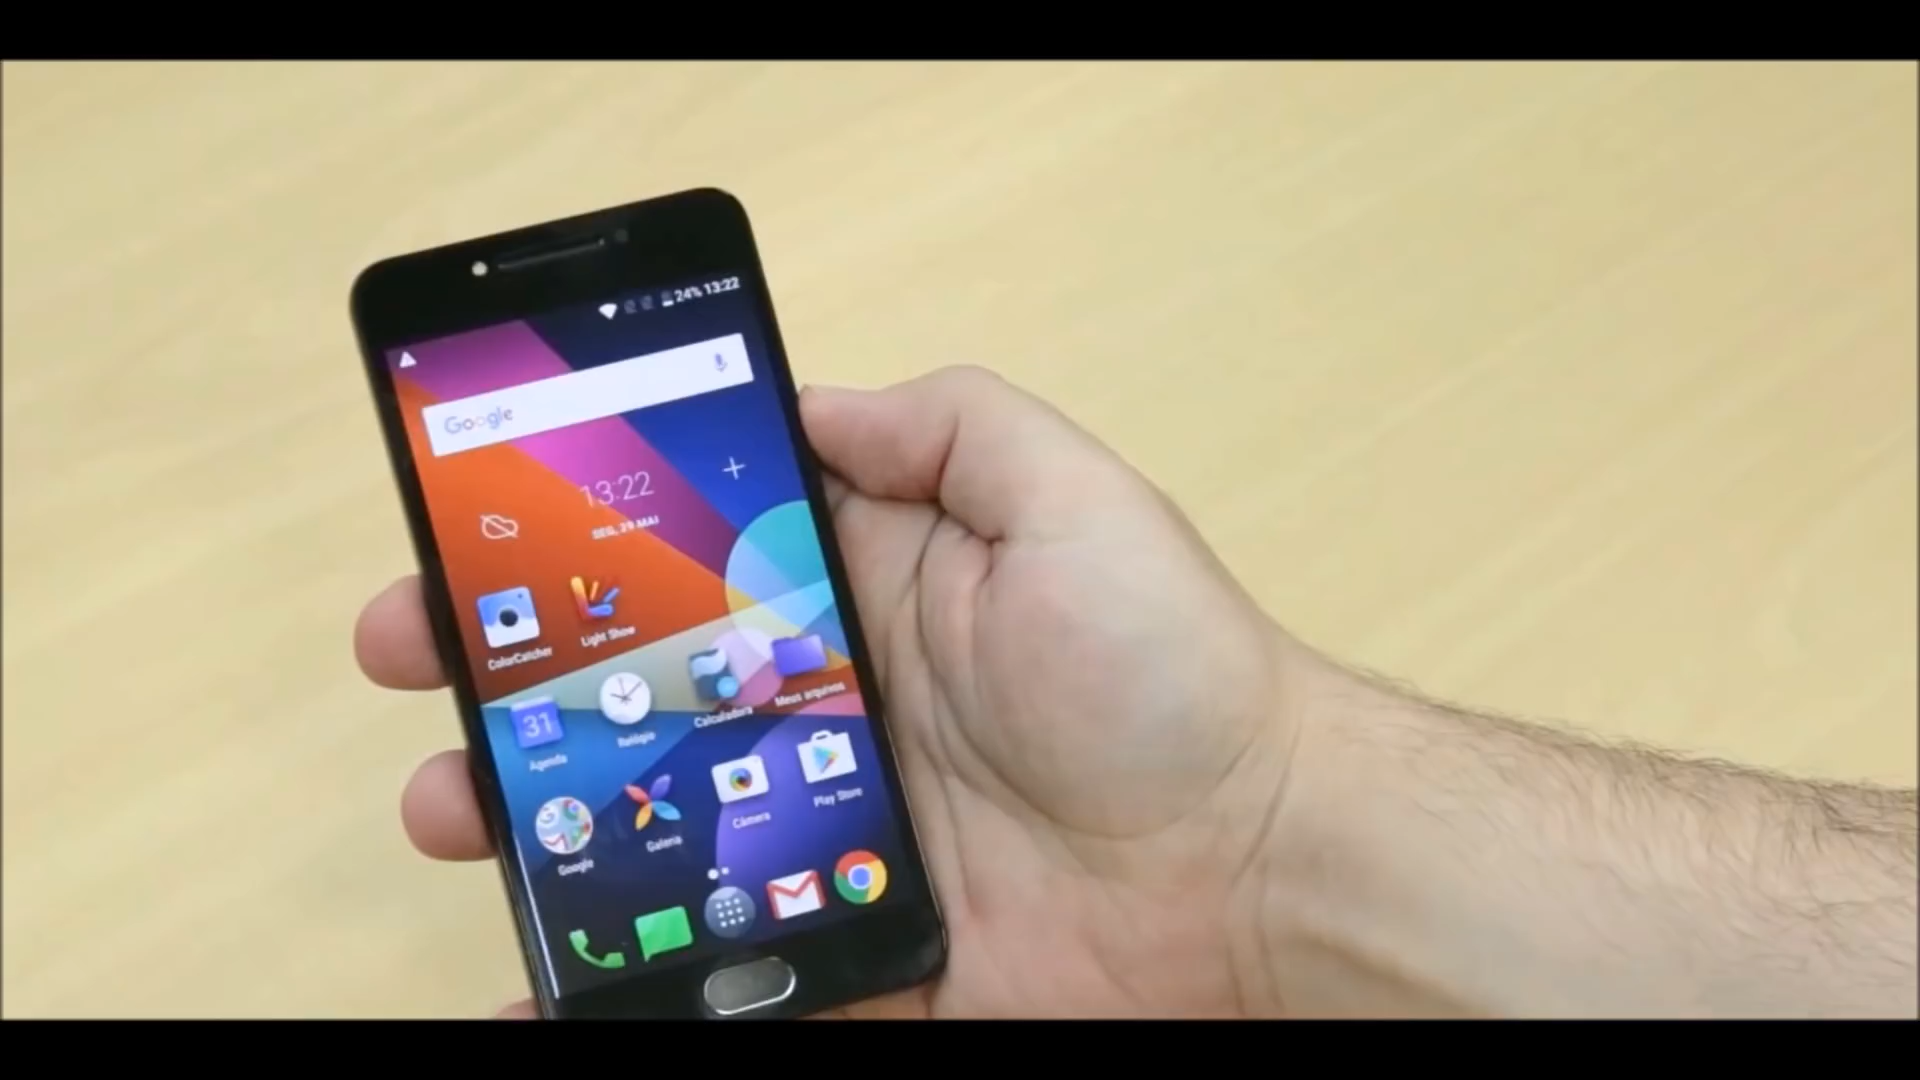 24% 13:22
Google
13:22
SEG, 29 MAI
ColorCatcher
Light Show
31
Agenda
Relógio
Calculadora
Meus arquivos
Google
Galeria
Câmera
Play Store